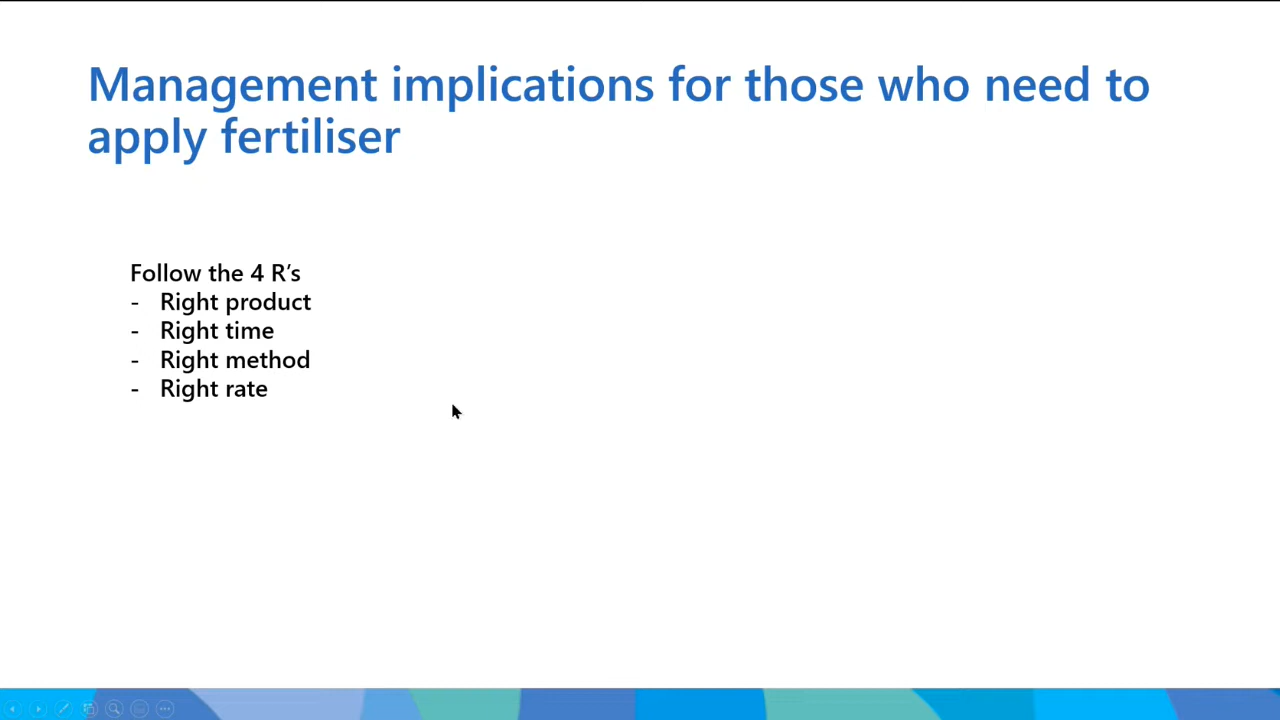 Management implications for those who need to
apply fertiliser
Follow the 4 R’s
- Right product
- Right time
- Right method
- Right rate